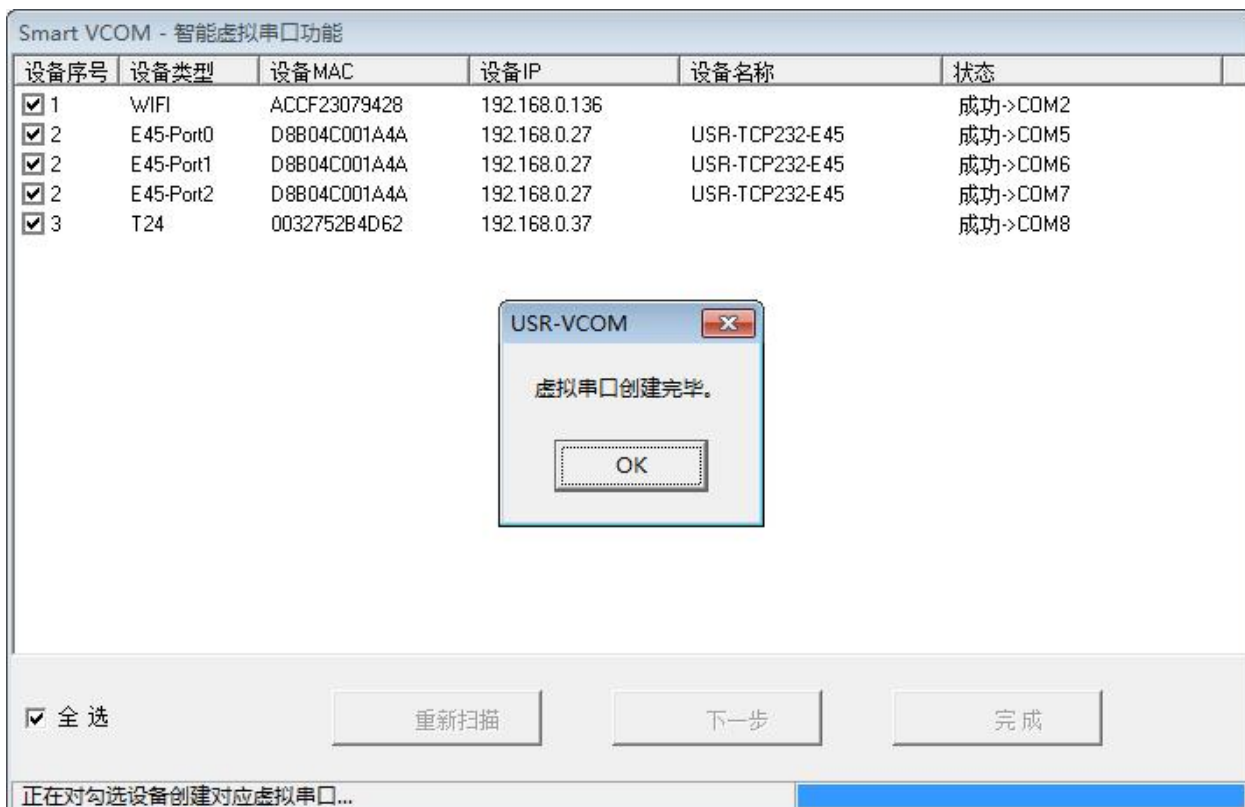 Smart VCOM - 智能虚拟串口功能
设备序号 设备类型 设备MAC 设备IP 设备名称 状态
1 WIFI ACCF23079428 192.168.0.136 成功->COM2
2 E45-Port0 D8B04C001A4A 192.168.0.27 USR-TCP232-E45 成功->COM5
2 E45-Port1 D8B04C001A4A 192.168.0.27 USR-TCP232-E45 成功->COM6
2 E45-Port2 D8B04C001A4A 192.168.0.27 USR-TCP232-E45 成功->COM7
3 T24 0032752B4D62 192.168.0.37 成功->COM8
USR-VCOM
虚拟串口创建完毕。
OK
全选 重新扫描 下一步 完成
正在对勾选设备创建对应虚拟串口...